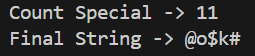 Count Special -> 11
Final String -> @o$k#